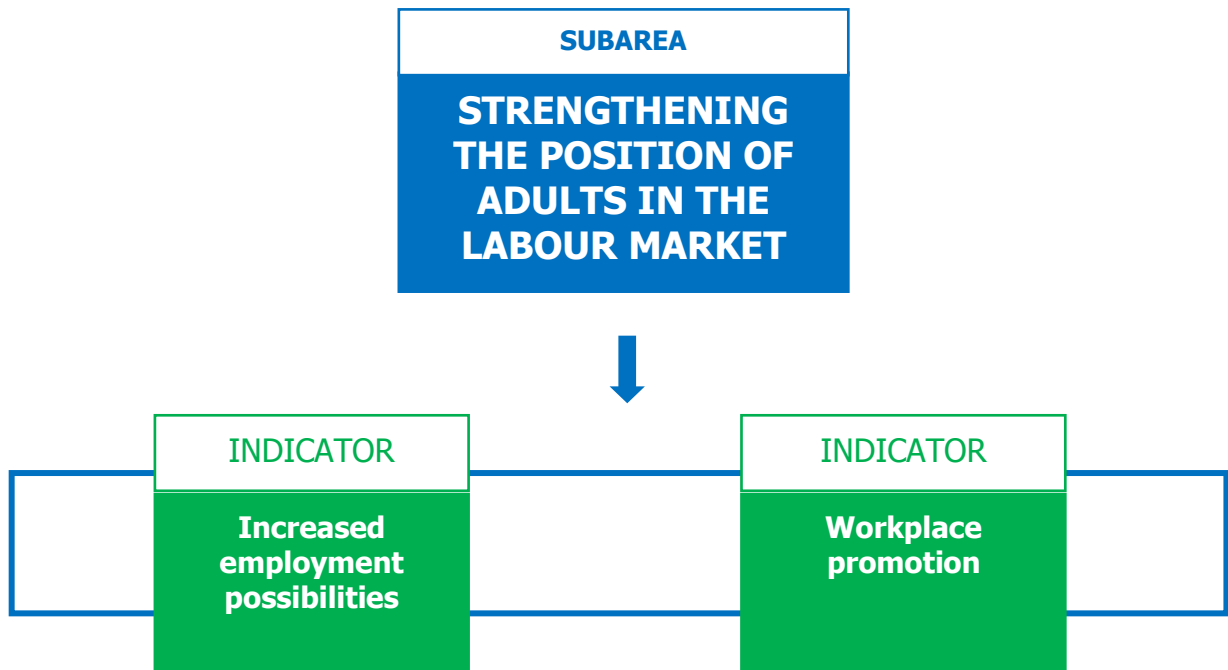 SUBAREA
STRENGTHENING
THE POSITION OF
ADULTS IN THE
LABOUR MARKET
INDICATOR
Increased
employment
possibilities
INDICATOR
Workplace
promotion